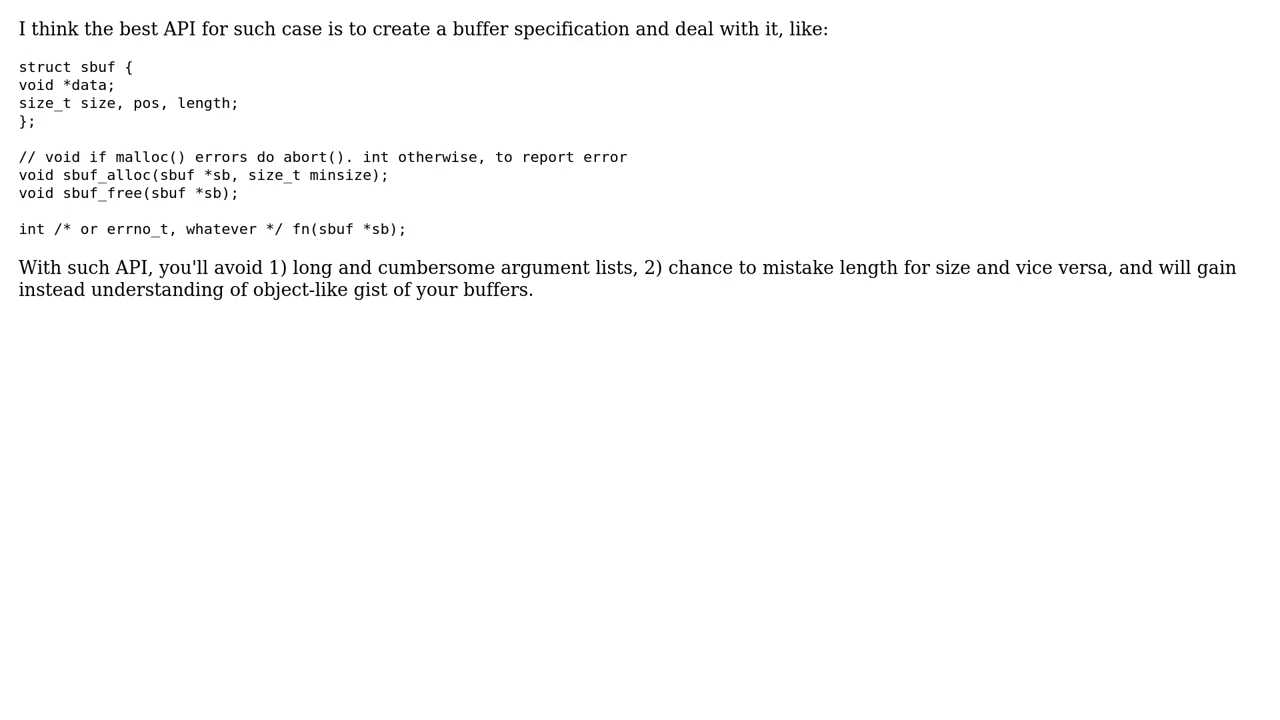 I think the best API for such case is to create a buffer specification and deal with it, like:
struct sbuf {
void *data;
size_t size, pos, length;
};
// void if malloc() errors do abort(). int otherwise, to report error
void sbuf_alloc(sbuf *sb, size_t minsize);
void sbuf_free(sbuf *sb);
int /* or errno_t, whatever */ fn(sbuf *sb);
With such API, you'll avoid 1) long and cumbersome argument lists, 2) chance to mistake length for size and vice versa, and will gain
instead understanding of object-like gist of your buffers.